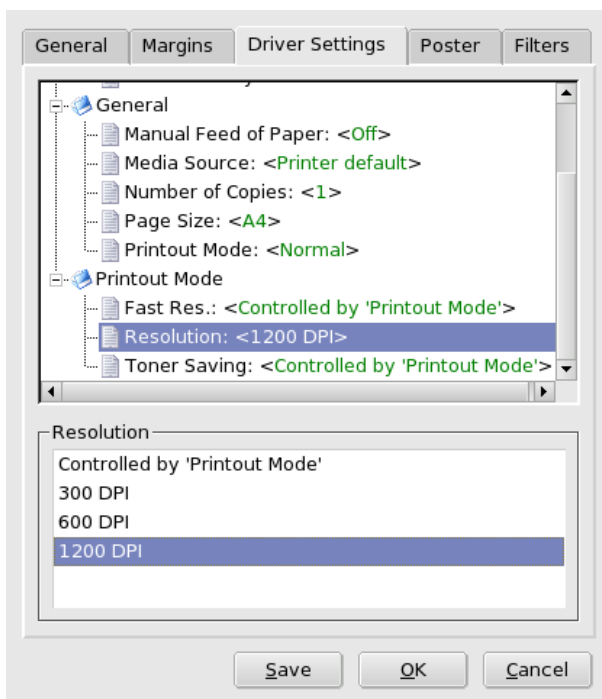 General Margins Driver Settings Poster Filters
General
Manual Feed of Paper: <Off>
Media Source: <Printer default>
Number of Copies: <1>
Page Size: <A4>
Printout Mode: <Normal>
Printout Mode
Fast Res.: <Controlled by 'Printout Mode'>
Resolution: <1200 DPI>
Toner Saving: <Controlled by 'Printout Mode'>
Resolution
Controlled by 'Printout Mode'
300 DPI
600 DPI
1200 DPI
Save OK Cancel